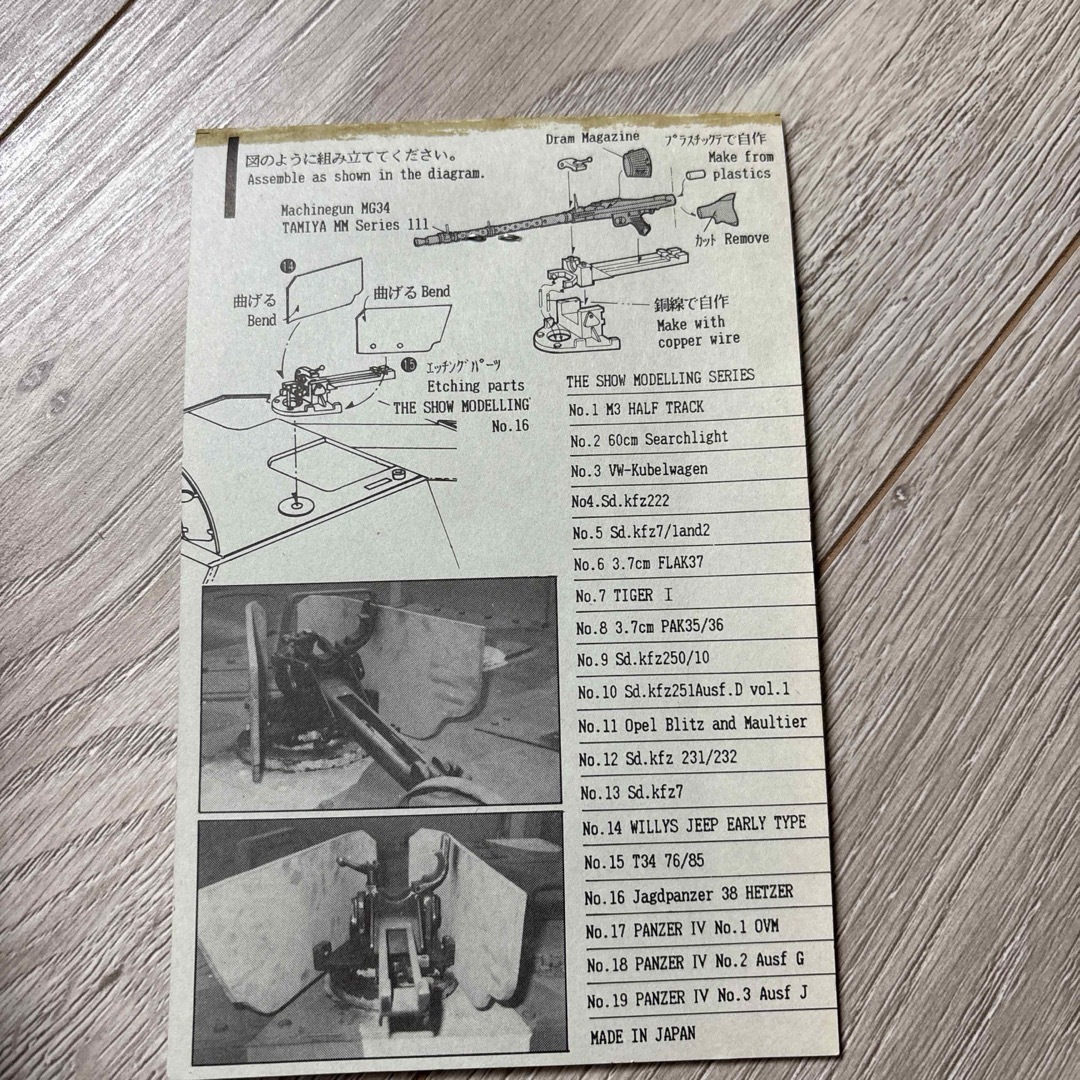 図のように組み立ててください。
Assemble as shown in the diagram.
Dram Magazine
プラスチックで自作
Make from
plastics
Machinegun MG34
TAMIYA MM Series 111
カット Remove
14
曲げる
Bend
曲げる Bend
銅線で自作
Make with
copper wire
15
エッチングパーツ
Etching parts
THE SHOW MODELLING
No.16
THE SHOW MODELLING SERIES
No.1 M3 HALF TRACK
No.2 60cm Searchlight
No.3 VW-Kubelwagen
No4.Sd.kfz222
No.5 Sd.kfz7/1and2
No.6 3.7cm FLAK37
No.7 TIGER I
No.8 3.7cm PAK35/36
No.9 Sd.kfz250/10
No.10 Sd.kfz251Ausf.D vol.1
No.11 Opel Blitz and Maultier
No.12 Sd.kfz 231/232
No.13 Sd.kfz7
No.14 WILLYS JEEP EARLY TYPE
No.15 T34 76/85
No.16 Jagdpanzer 38 HETZER
No.17 PANZER IV No.1 OVM
No.18 PANZER IV No.2 Ausf G
No.19 PANZER IV No.3 Ausf J
MADE IN JAPAN